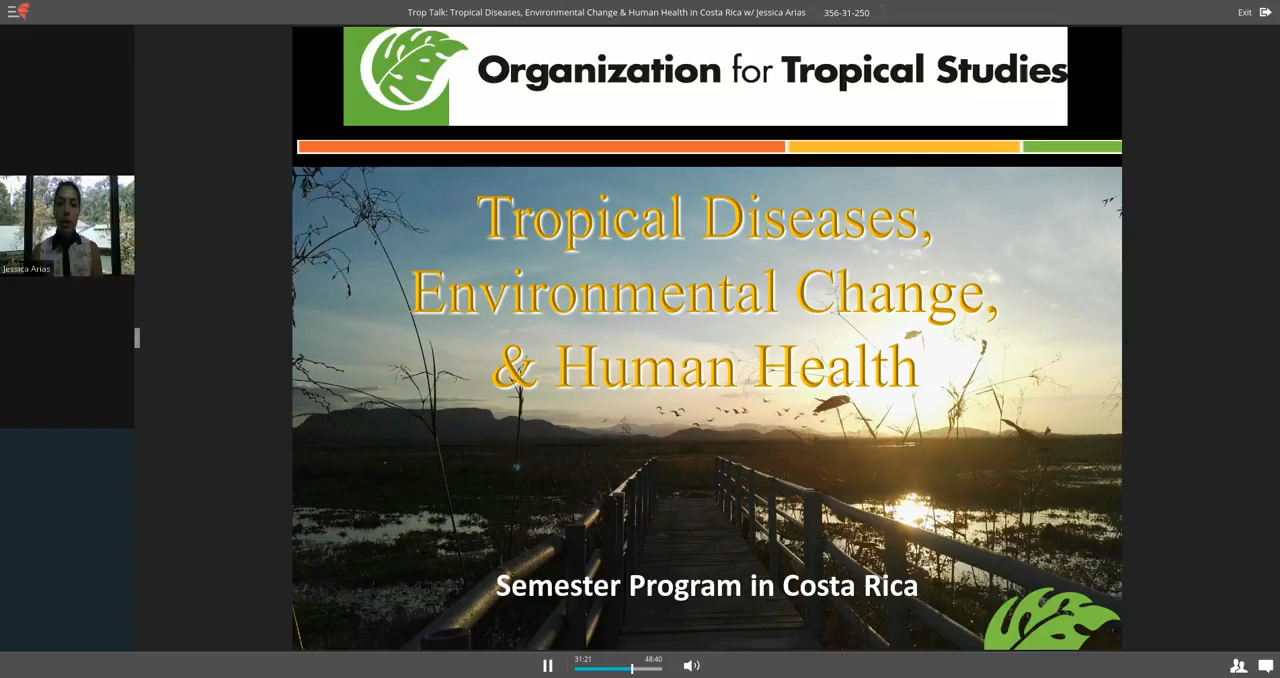 Trop Talk: Tropical Diseases, Environmental Change & Human Health in Costa Rica w/ Jessica Arias 356-31-250 Exit
Organization for Tropical Studies
Tropical Diseases,
Environmental Change,
& Human Health
Jessica Arias
Semester Program in Costa Rica
31:21 48:40